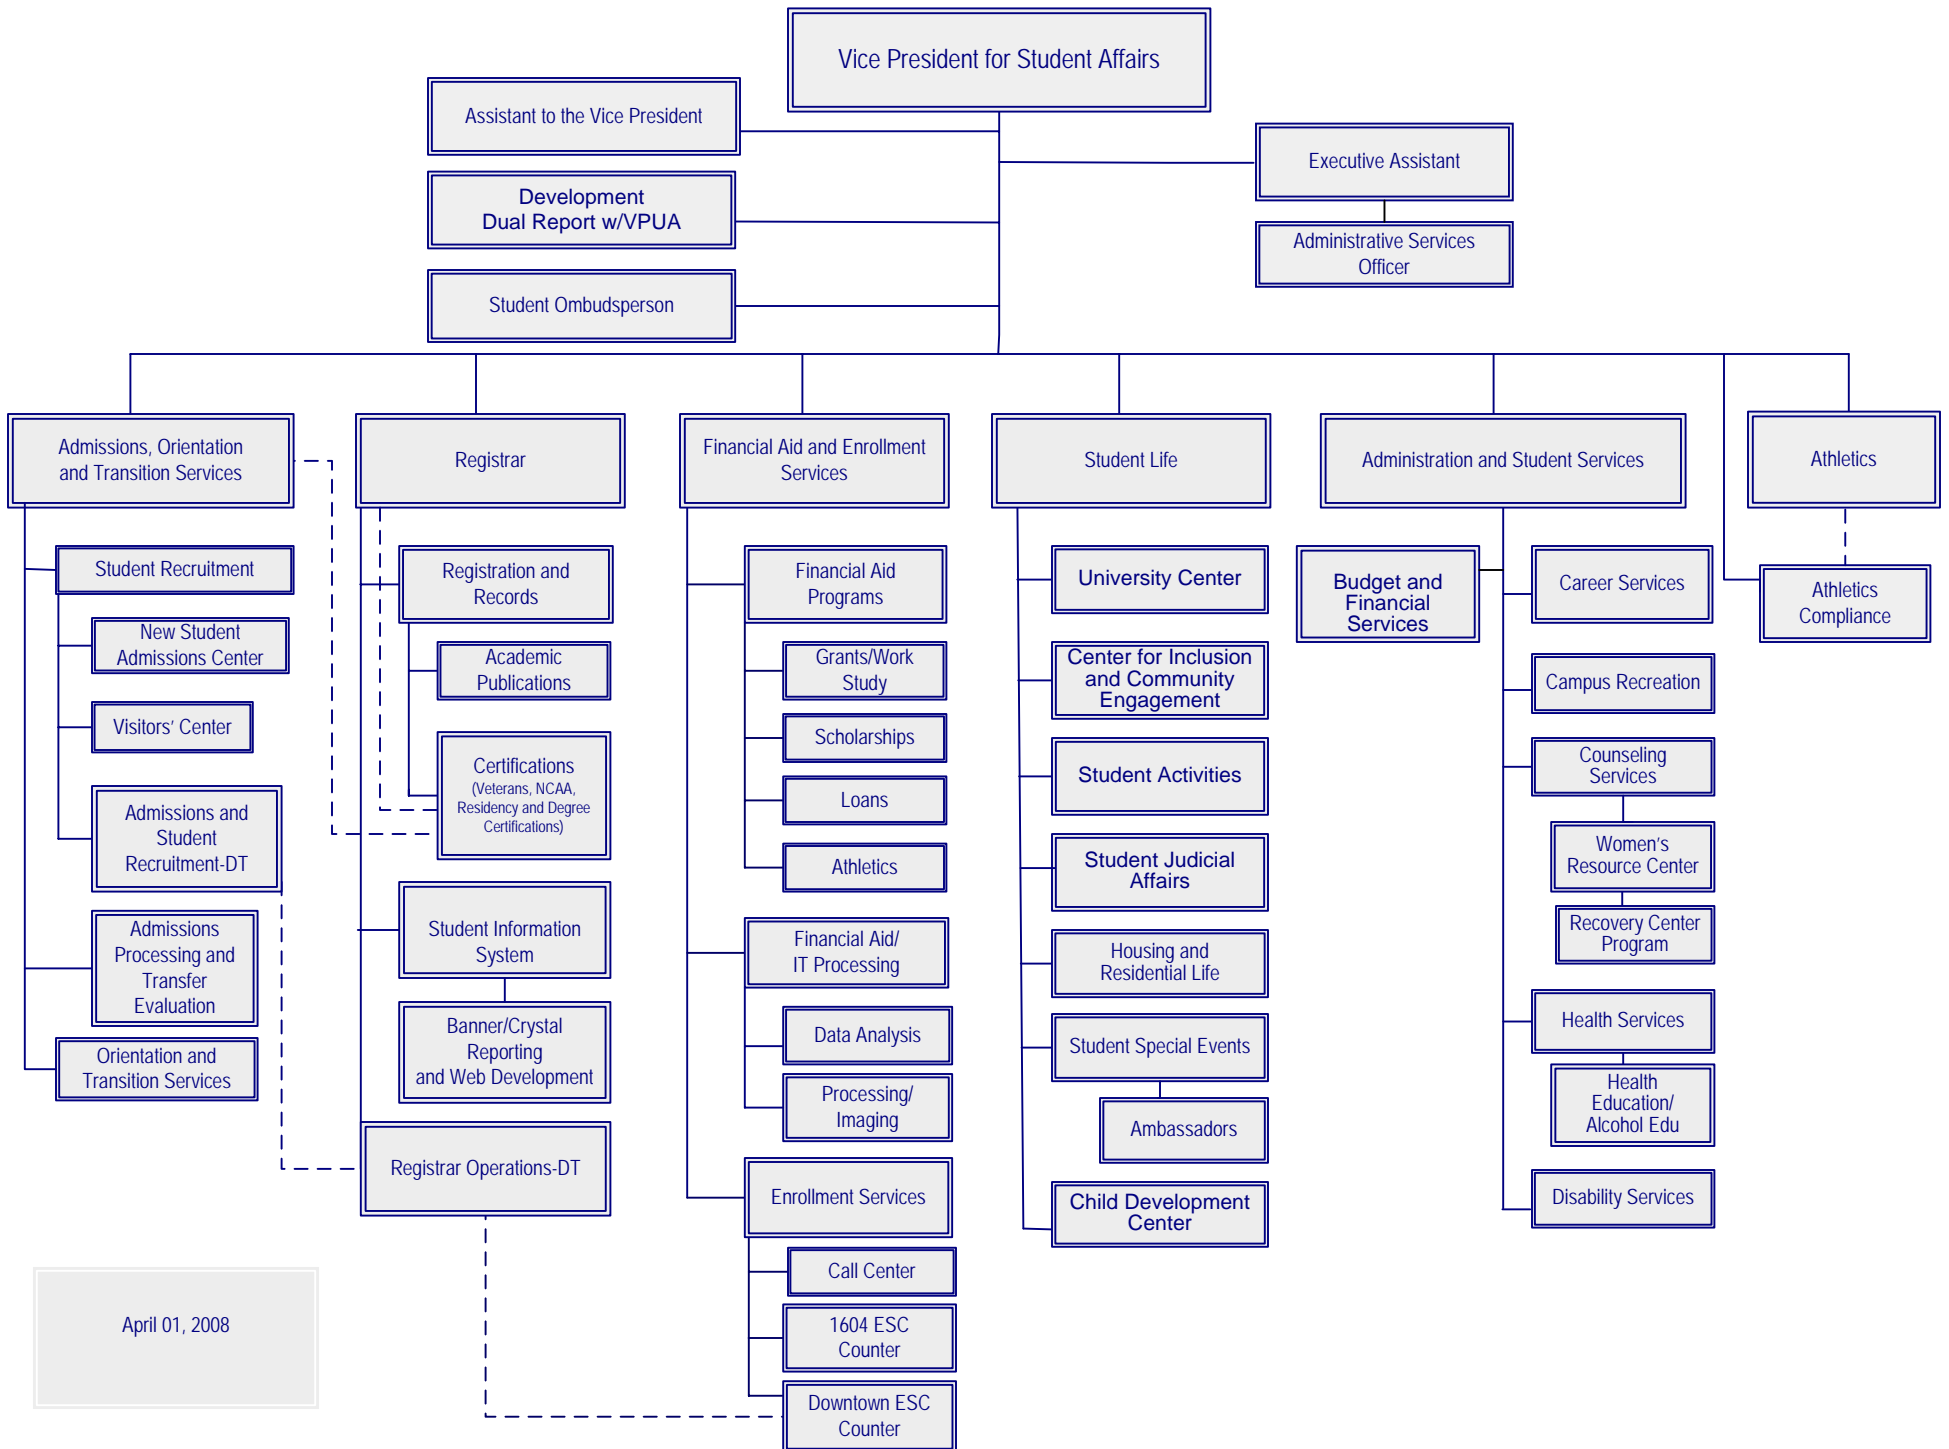 Vice President for Student Affairs
Assistant to the Vice President
Executive Assistant
Development
Dual Report w/VPUA
Administrative Services
Officer
Student Ombudsperson
Admissions, Orientation
and Transition Services
Registrar
Financial Aid and Enrollment
Services
Student Life
Administration and Student Services
Athletics
Student Recruitment
New Student
Admissions Center
Visitors' Center
Admissions and
Student
Recruitment-DT
Admissions
Processing and
Transfer
Evaluation
Orientation and
Transition Services
Registration and
Records
Academic
Publications
Certifications
(Veterans, NCAA,
Residency and Degree
Certifications)
Student Information
System
Banner/Crystal
Reporting
and Web Development
Registrar Operations-DT
Financial Aid
Programs
Grants/Work
Study
Scholarships
Loans
Athletics
Financial Aid/
IT Processing
Data Analysis
Processing/
Imaging
Enrollment Services
Call Center
1604 ESC
Counter
Downtown ESC
Counter
University Center
Center for Inclusion
and Community
Engagement
Student Activities
Student Judicial
Affairs
Housing and
Residential Life
Student Special Events
Ambassadors
Child Development
Center
Budget and
Financial
Services
Career Services
Campus Recreation
Counseling
Services
Women's
Resource Center
Recovery Center
Program
Health Services
Health
Education/
Alcohol Edu
Disability Services
Athletics
Compliance
April 01, 2008